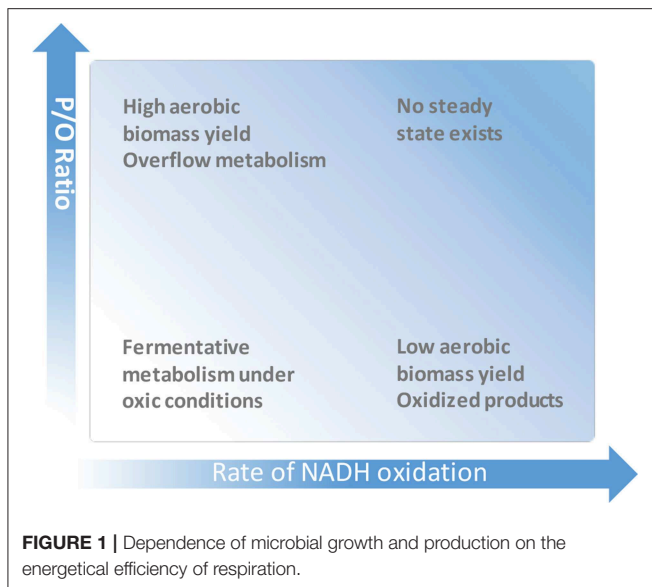 P/O Ratio
High aerobic
biomass yield
Overflow metabolism
No steady
state exists
Fermentative
metabolism under
oxic conditions
Low aerobic
biomass yield
Oxidized products
Rate of NADH oxidation
FIGURE 1 | Dependence of microbial growth and production on the
energetical efficiency of respiration.